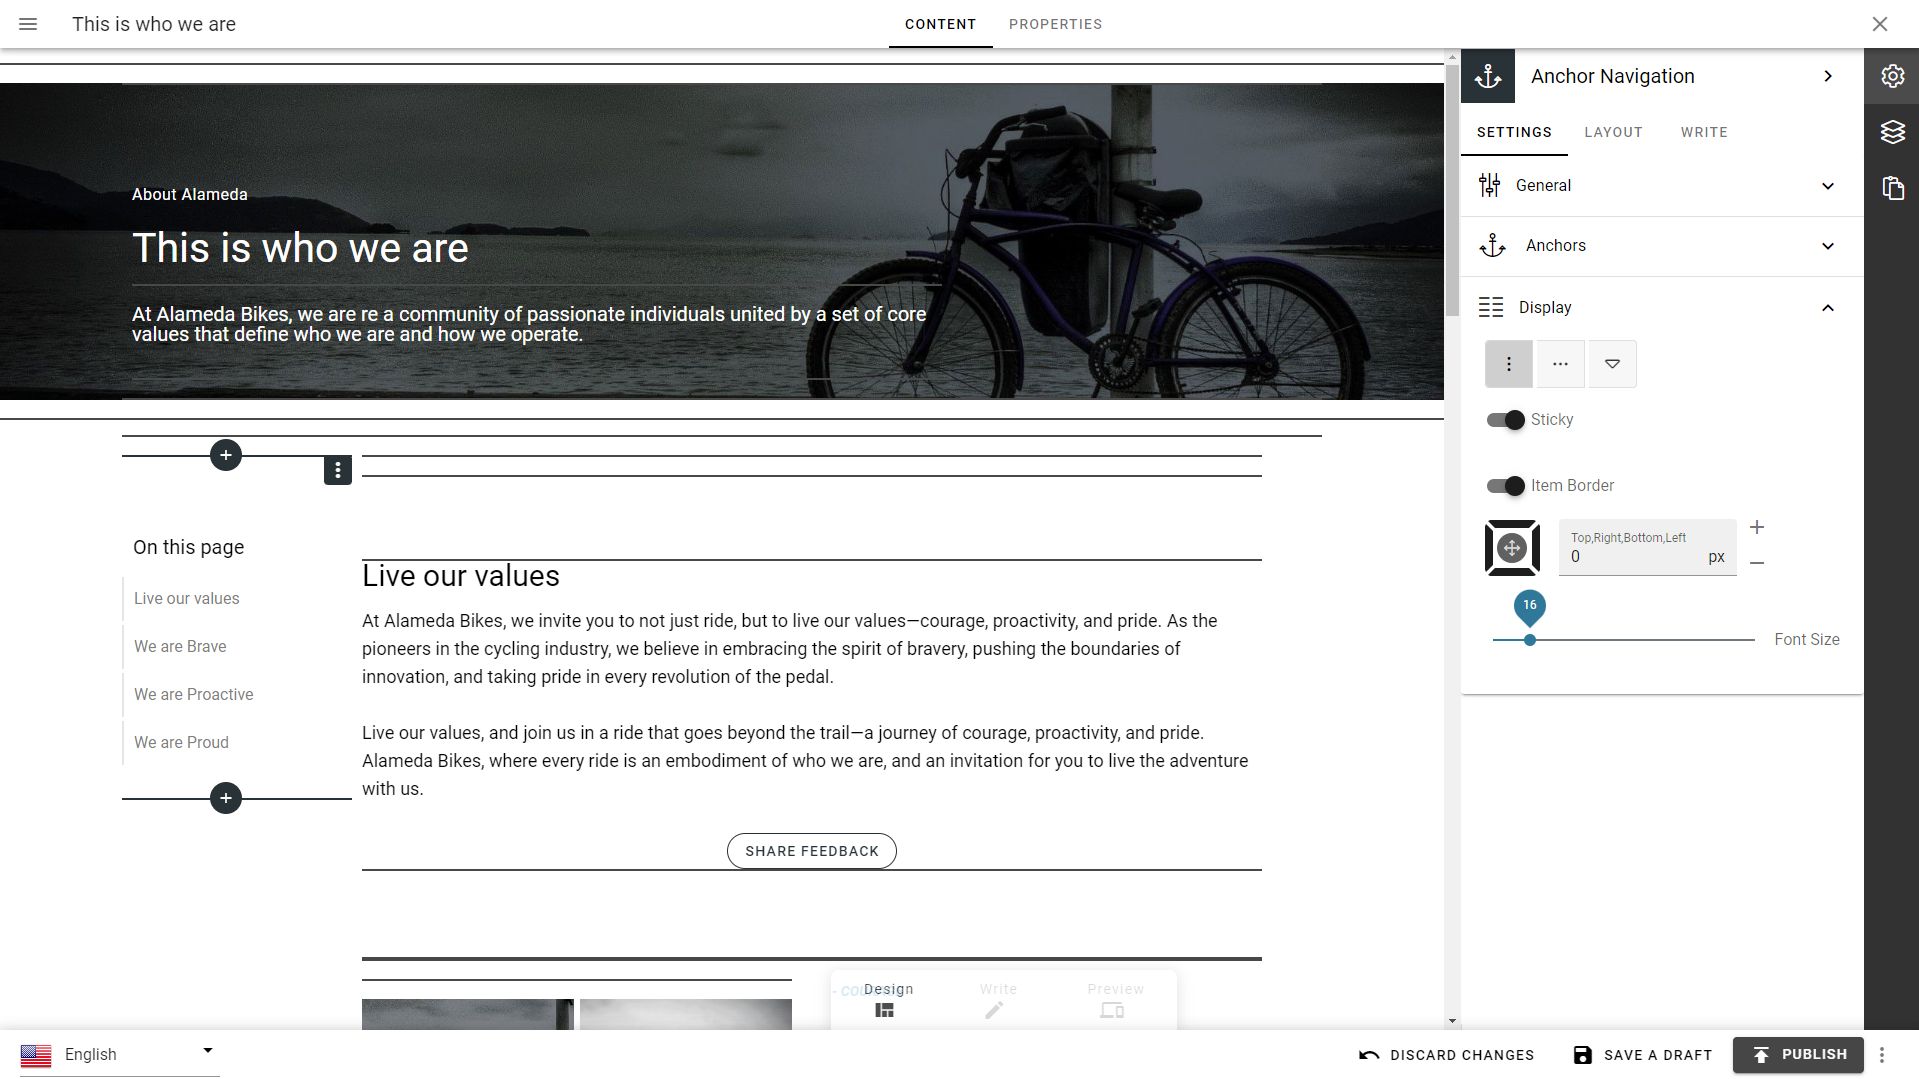 This is who we are
CONTENT
PROPERTIES
Anchor Navigation
SETTINGS
LAYOUT
WRITE
General
Anchors
Display
Sticky
Item Border
Top,Right,Bottom,Left
0
px
16
Font Size
About Alameda
This is who we are
At Alameda Bikes, we are re a community of passionate individuals united by a set of core
values that define who we are and how we operate.
On this page
Live our values
We are Brave
We are Proactive
We are Proud
Live our values
At Alameda Bikes, we invite you to not just ride, but to live our values—courage, proactivity, and pride. As the
pioneers in the cycling industry, we believe in embracing the spirit of bravery, pushing the boundaries of
innovation, and taking pride in every revolution of the pedal.
Live our values, and join us in a ride that goes beyond the trail—a journey of courage, proactivity, and pride.
Alameda Bikes, where every ride is an embodiment of who we are, and an invitation for you to live the adventure
with us.
SHARE FEEDBACK
Design
Write
Preview
English
DISCARD CHANGES
SAVE A DRAFT
PUBLISH